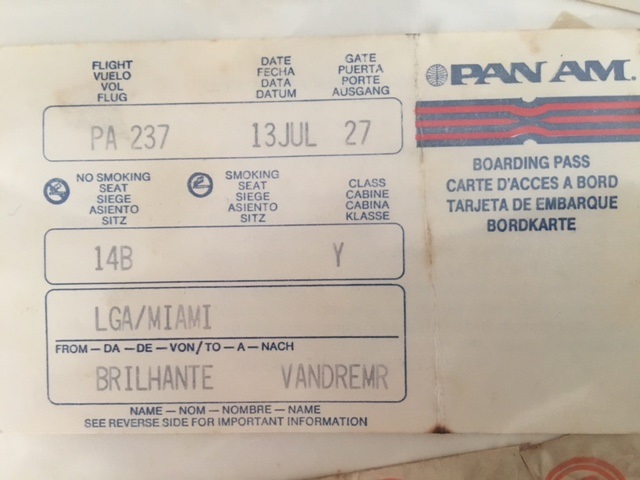 FLIGHT
VUELO
VOL
FLUG
DATE
FECHA
DATA
DATUM
GATE
PUERTA
PORTE
AUSGANG
PA 237 13JUL 27
NO SMOKING
SEAT
SIEGE
ASIENTO
SITZ
SMOKING
SEAT
SIEGE
ASIENTO
SITZ
CLASS
CABINE
CABINA
KLASSE
14B Y
LGA/MIAMI
FROM — DA — DE — VON/TO — A — NACH
BRILHANTE VANDREMR
NAME — NOM — NOMBRE — NAME
SEE REVERSE SIDE FOR IMPORTANT INFORMATION
PAN AM.
BOARDING PASS
CARTE D'ACCES A BORD
TARJETA DE EMBARQUE
BORDKARTE